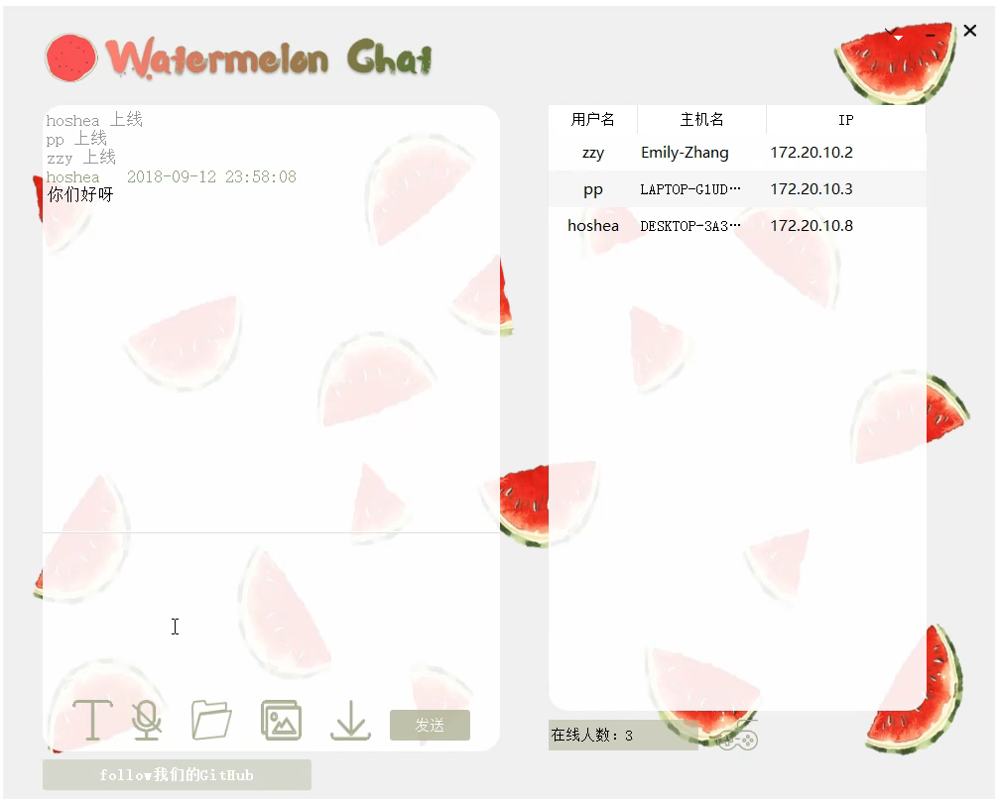 Watermelon Chat
hoshea 上线
pp 上线
zzy 上线
hoshea 2018-09-12 23:58:08
你们好呀
用户名 主机名 IP
zzy Emily-Zhang 172.20.10.2
pp LAPTOP-G1UD… 172.20.10.3
hoshea DESKTOP-3A3… 172.20.10.8
发送
在线人数：3
follow我们的GitHub